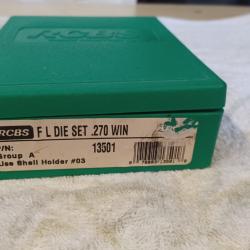 RCBS
RCBS F L DIE SET .270 WIN
P/N: 13501
Group A
Use Shell Holder #03